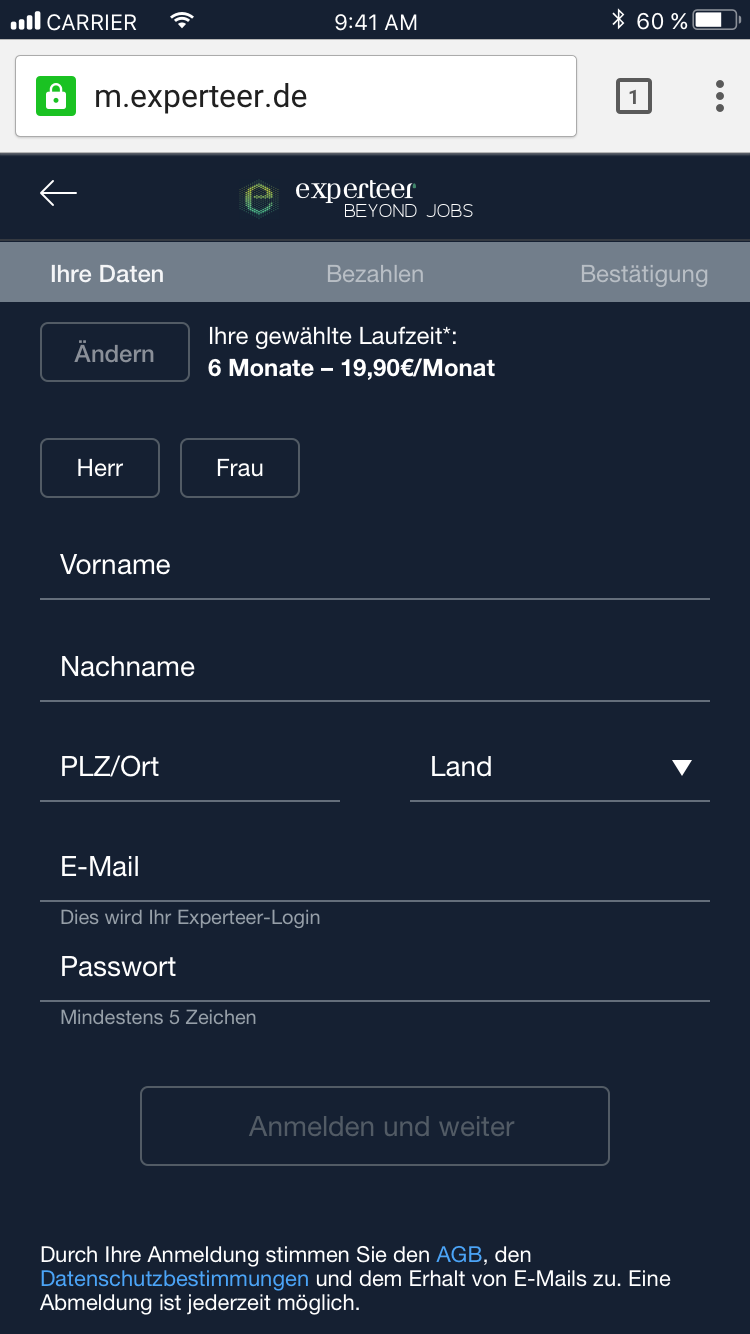 CARRIER 9:41 AM 60 %
m.experteer.de 1
experteer
BEYOND JOBS
Ihre Daten Bezahlen Bestätigung
Ändern
Ihre gewählte Laufzeit*:
6 Monate – 19,90€/Monat
Herr Frau
Vorname
Nachname
PLZ/Ort Land
E-Mail
Dies wird Ihr Experteer-Login
Passwort
Mindestens 5 Zeichen
Anmelden und weiter
Durch Ihre Anmeldung stimmen Sie den AGB, den
Datenschutzbestimmungen und dem Erhalt von E-Mails zu. Eine
Abmeldung ist jederzeit möglich.